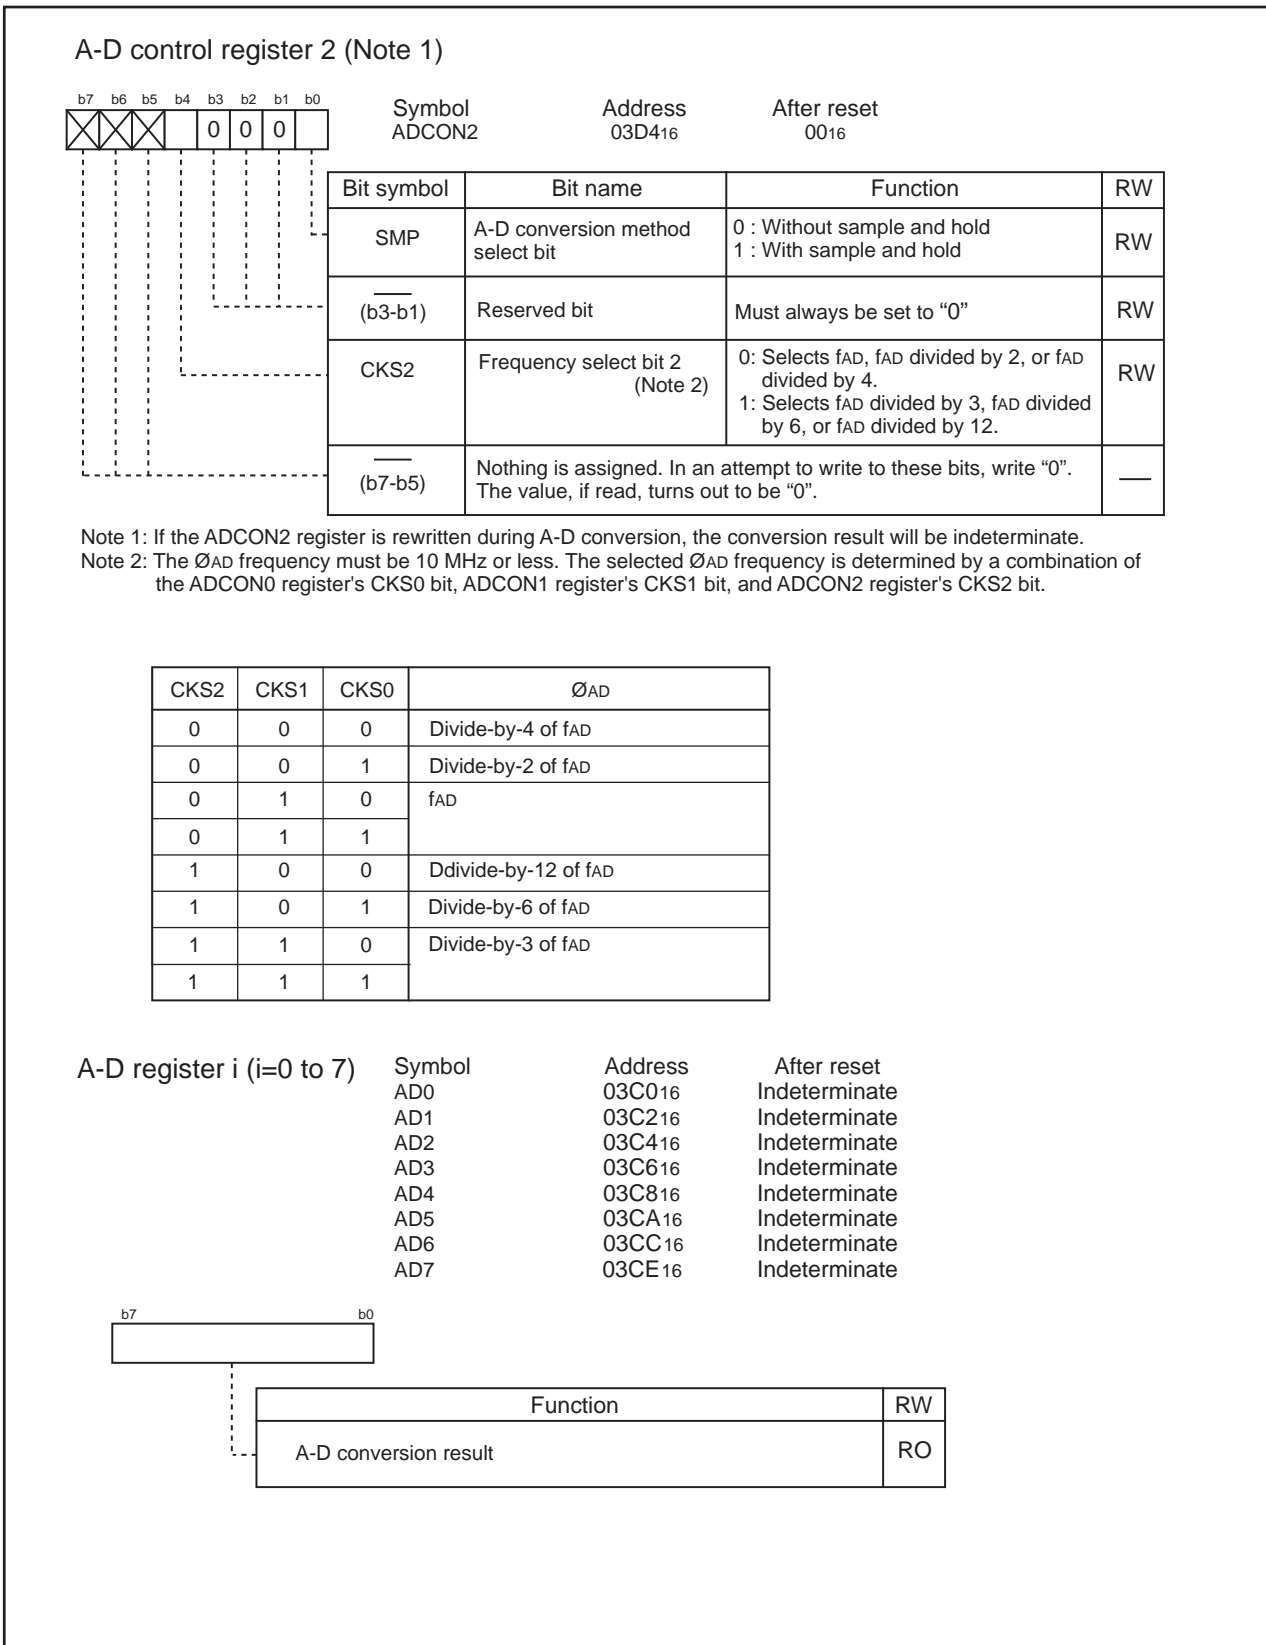 A-D control register 2 (Note 1)
b7 b6 b5 b4 b3 b2 b1 b0
0 0 0
Symbol Address After reset
ADCON2 03D416 0016
Bit symbol Bit name Function RW
SMP A-D conversion method select bit 0 : Without sample and hold 1 : With sample and hold RW
(b3-b1) Reserved bit Must always be set to “0” RW
CKS2 Frequency select bit 2 (Note 2) 0: Selects fAD, fAD divided by 2, or fAD divided by 4. 1: Selects fAD divided by 3, fAD divided by 6, or fAD divided by 12. RW
(b7-b5) Nothing is assigned. In an attempt to write to these bits, write “0”. The value, if read, turns out to be “0”. —
Note 1: If the ADCON2 register is rewritten during A-D conversion, the conversion result will be indeterminate.
Note 2: The ØAD frequency must be 10 MHz or less. The selected ØAD frequency is determined by a combination of
the ADCON0 register's CKS0 bit, ADCON1 register's CKS1 bit, and ADCON2 register's CKS2 bit.
CKS2 CKS1 CKS0 ØAD
0 0 0 Divide-by-4 of fAD
0 0 1 Divide-by-2 of fAD
0 1 0 fAD
0 1 1
1 0 0 Ddivide-by-12 of fAD
1 0 1 Divide-by-6 of fAD
1 1 0 Divide-by-3 of fAD
1 1 1
A-D register i (i=0 to 7) Symbol Address After reset
AD0 03C016 Indeterminate
AD1 03C216 Indeterminate
AD2 03C416 Indeterminate
AD3 03C616 Indeterminate
AD4 03C816 Indeterminate
AD5 03CA16 Indeterminate
AD6 03CC16 Indeterminate
AD7 03CE16 Indeterminate
b7 b0
Function RW
A-D conversion result RO